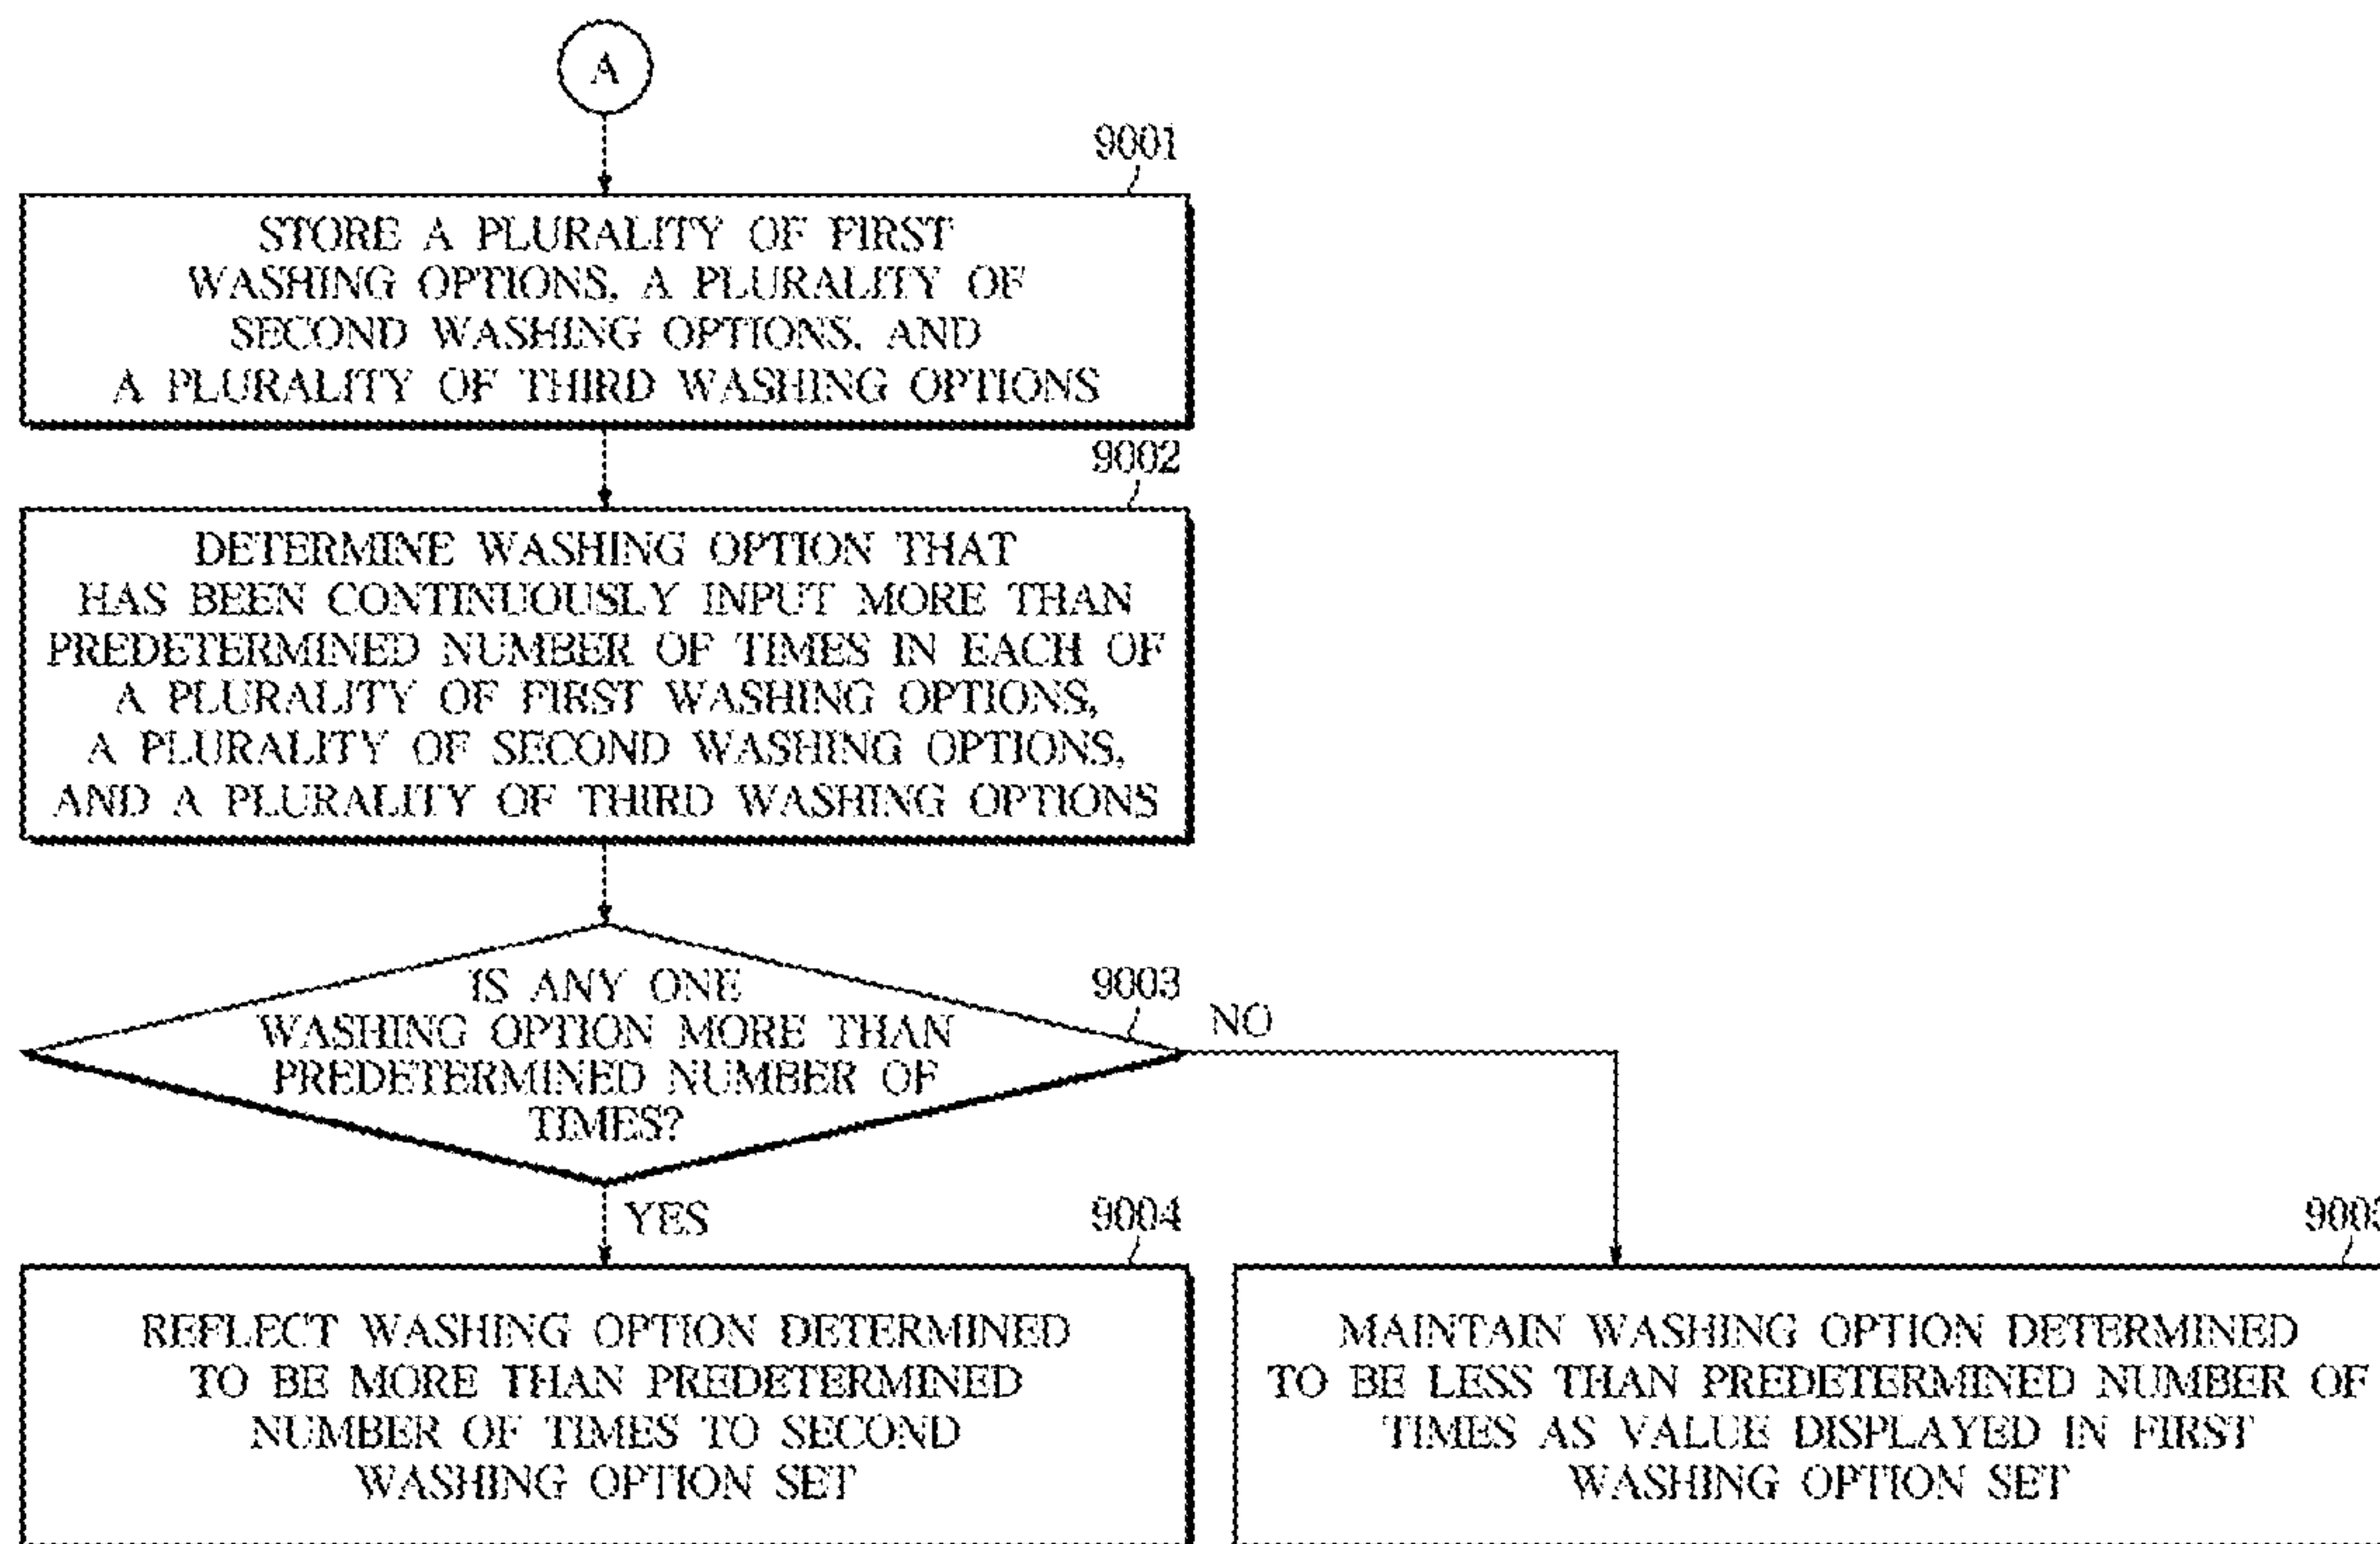 A
9001
STORE A PLURALITY OF FIRST
WASHING OPTIONS, A PLURALITY OF
SECOND WASHING OPTIONS, AND
A PLURALITY OF THIRD WASHING OPTIONS
9002
DETERMINE WASHING OPTION THAT
HAS BEEN CONTINUOUSLY INPUT MORE THAN
PREDETERMINED NUMBER OF TIMES IN EACH OF
A PLURALITY OF FIRST WASHING OPTIONS,
A PLURALITY OF SECOND WASHING OPTIONS,
AND A PLURALITY OF THIRD WASHING OPTIONS
IS ANY ONE
WASHING OPTION MORE THAN
PREDETERMINED NUMBER OF
TIMES?
9003
NO
YES
9004
REFLECT WASHING OPTION DETERMINED
TO BE MORE THAN PREDETERMINED
NUMBER OF TIMES TO SECOND
WASHING OPTION SET
MAINTAIN WASHING OPTION DETERMINED
TO BE LESS THAN PREDETERMINED NUMBER OF
TIMES AS VALUE DISPLAYED IN FIRST
WASHING OPTION SET